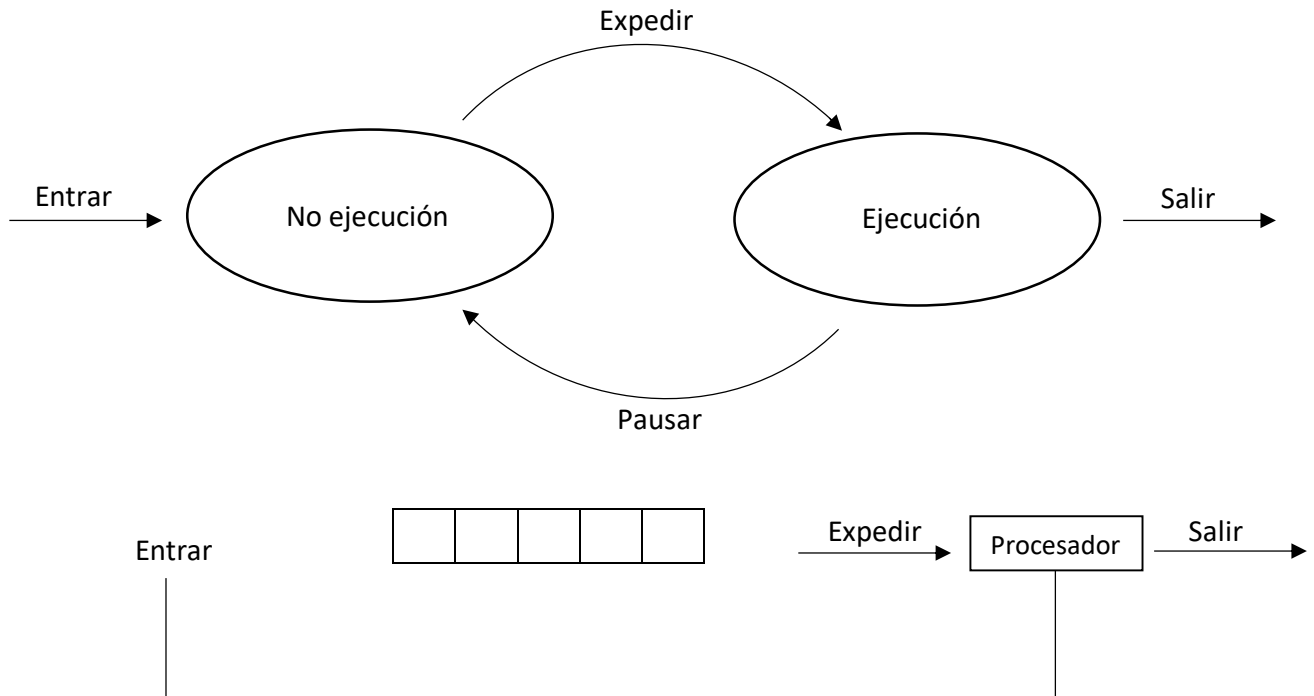 Expedir
Entrar
No ejecución
Ejecución
Salir
Pausar
Entrar
Expedir
Procesador
Salir